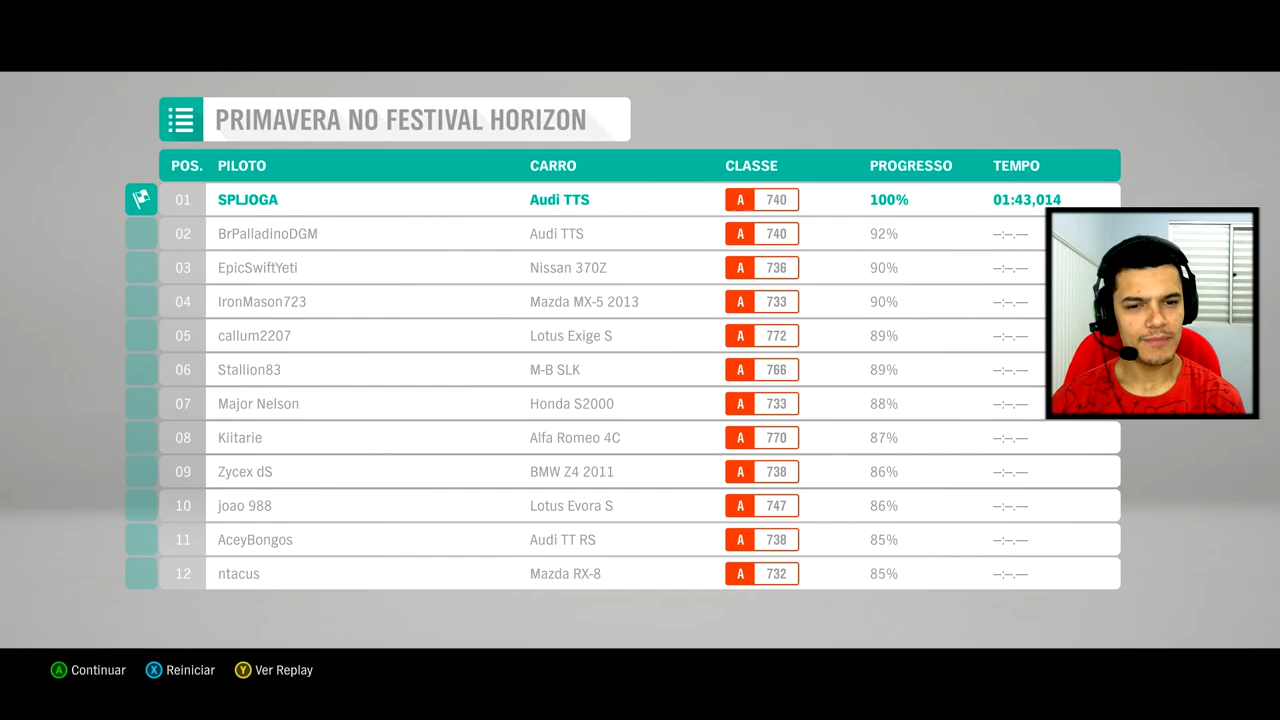 PRIMAVERA NO FESTIVAL HORIZON
POS. PILOTO CARRO CLASSE PROGRESSO TEMPO
01 SPLJOGA Audi TTS A 740 100% 01:43,014
02 BrPalladinoDGM Audi TTS A 740 92% --:--.---
03 EpicSwiftYeti Nissan 370Z A 736 90% --:--.---
04 IronMason723 Mazda MX-5 2013 A 733 90% --:--.---
05 callum2207 Lotus Exige S A 772 89% --:--.---
06 Stallion83 M-B SLK A 766 89% --:--.---
07 Major Nelson Honda S2000 A 733 88% --:--.---
08 Kiitarie Alfa Romeo 4C A 770 87% --:--.---
09 Zycex dS BMW Z4 2011 A 738 86% --:--.---
10 joao 988 Lotus Evora S A 747 86% --:--.---
11 AceyBongos Audi TT RS A 738 85% --:--.---
12 ntacus Mazda RX-8 A 732 85% --:--.---
A Continuar X Reiniciar Y Ver Replay